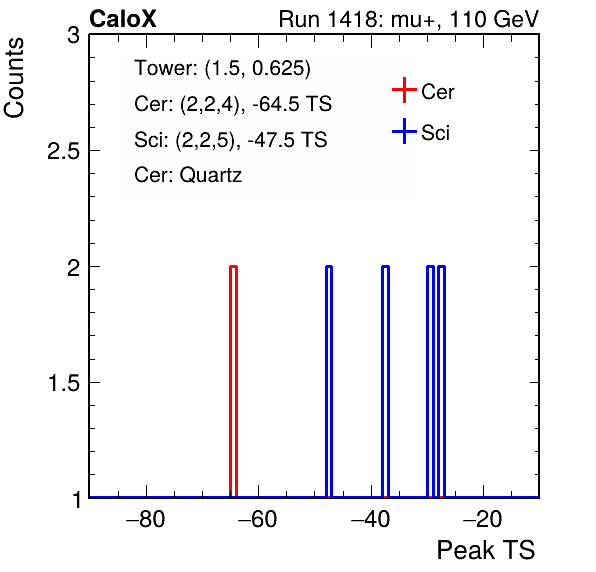 CaloX Run 1418: mu+, 110 GeV
Counts
3
2.5
2
1.5
1
Tower: (1.5, 0.625)
Cer: (2,2,4), -64.5 TS
Sci: (2,2,5), -47.5 TS
Cer: Quartz
Cer
Sci
−80 −60 −40 −20
Peak TS